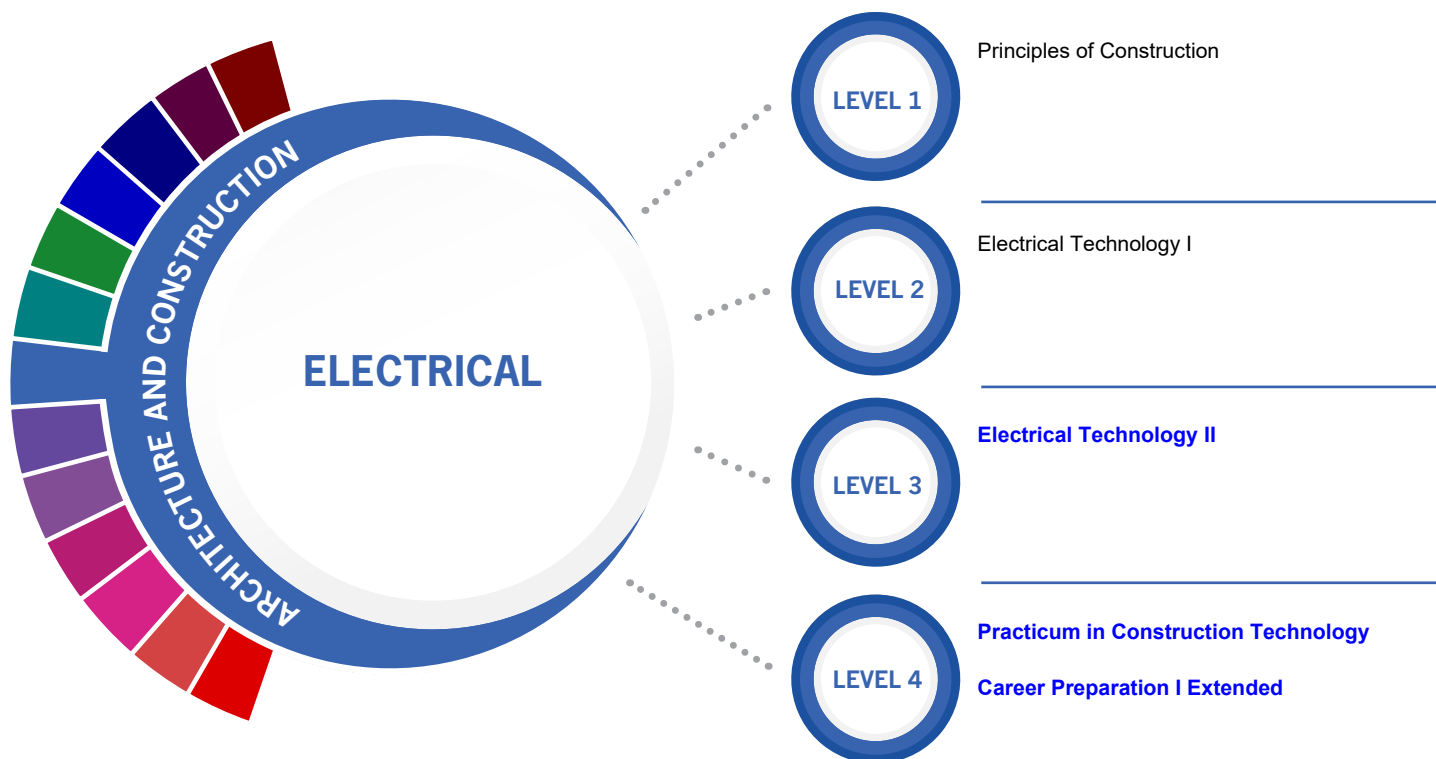 ARCHITECTURE AND CONSTRUCTION
ELECTRICAL
LEVEL 1
Principles of Construction
LEVEL 2
Electrical Technology I
LEVEL 3
Electrical Technology II
LEVEL 4
Practicum in Construction Technology
Career Preparation I Extended